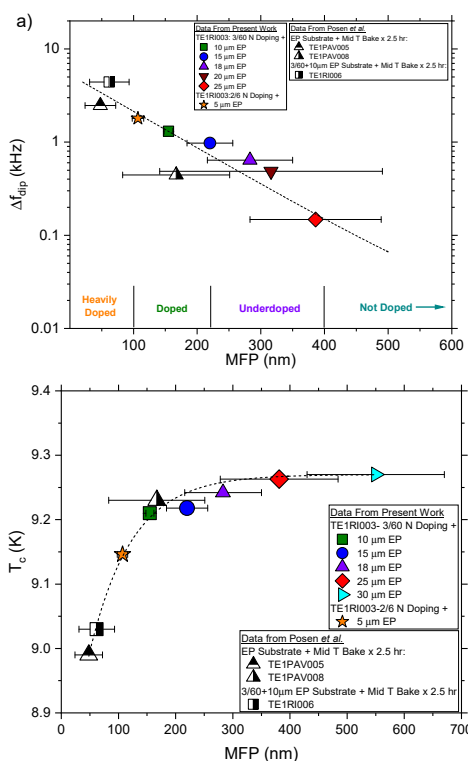 a)
Data From Present Work
TE1RI003: 3/60 N Doping +
10 µm EP
15 µm EP
18 µm EP
20 µm EP
25 µm EP
TE1RI003:2/6 N Doping +
5 µm EP
Data from Posen et al.
EP Substrate + Mid T Bake x 2.5 hr:
TE1PAV005
TE1PAV008
3/60+10µm EP Substrate + Mid T Bake x 2.5 hr:
TE1RI006
10
1
0.1
0.01
Δf_dip (kHz)
Heavily
Doped
Doped
Underdoped
Not Doped
100 200 300 400 500
MFP (nm)
9.4
9.3
9.2
9.1
9.0
8.9
T_c (K)
Data From Present Work
TE1RI003- 3/60 N Doping +
10 µm EP
15 µm EP
18 µm EP
25 µm EP
30 µm EP
TE1RI003-2/6 N Doping +
5 µm EP
Data from Posen et al.
EP Substrate + Mid T Bake x 2.5 hr:
TE1PAV005
TE1PAV008
3/60+10µm EP Substrate + Mid T Bake x 2.5 hr
TE1RI006
0 100 200 300 400 500 600 700
MFP (nm)